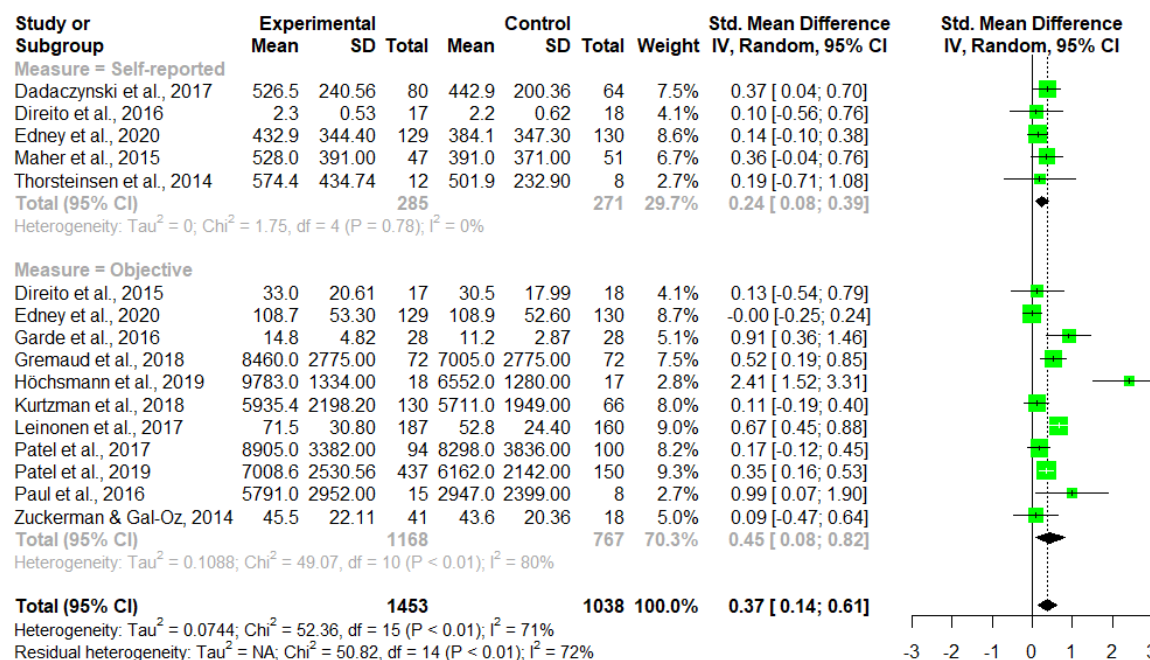 Study or Experimental Control Std. Mean Difference Std. Mean Difference
Subgroup Mean SD Total Mean SD Total Weight IV, Random, 95% CI IV, Random, 95% CI
Measure = Self-reported
Dadaczynski et al., 2017 526.5 240.56 80 442.9 200.36 64 7.5% 0.37 [ 0.04; 0.70]
Direito et al., 2016 2.3 0.53 17 2.2 0.62 18 4.1% 0.10 [-0.56; 0.76]
Edney et al., 2020 432.9 344.40 129 384.1 347.30 130 8.6% 0.14 [-0.10; 0.38]
Maher et al., 2015 528.0 391.00 47 391.0 371.00 51 6.7% 0.36 [-0.04; 0.76]
Thorsteinsen et al., 2014 574.4 434.74 12 501.9 232.90 8 2.7% 0.19 [-0.71; 1.08]
Total (95% CI) 285 271 29.7% 0.24 [ 0.08; 0.39]
Heterogeneity: Tau² = 0; Chi² = 1.75, df = 4 (P = 0.78); I² = 0%
Measure = Objective
Direito et al., 2015 33.0 20.61 17 30.5 17.99 18 4.1% 0.13 [-0.54; 0.79]
Edney et al., 2020 108.7 53.30 129 108.9 52.60 130 8.7% -0.00 [-0.25; 0.24]
Garde et al., 2016 14.8 4.82 28 11.2 2.87 28 5.1% 0.91 [ 0.36; 1.46]
Gremaud et al., 2018 8460.0 2775.00 72 7005.0 2775.00 72 7.5% 0.52 [ 0.19; 0.85]
Höchsmann et al., 2019 9783.0 1334.00 18 6552.0 1280.00 17 2.8% 2.41 [ 1.52; 3.31]
Kurtzman et al., 2018 5935.4 2198.20 130 5711.0 1949.00 66 8.0% 0.11 [-0.19; 0.40]
Leinonen et al., 2017 71.5 30.80 187 52.8 24.40 160 9.0% 0.67 [ 0.45; 0.88]
Patel et al., 2017 8905.0 3382.00 94 8298.0 3836.00 100 8.2% 0.17 [-0.12; 0.45]
Patel et al., 2019 7008.6 2530.56 437 6162.0 2142.00 150 9.3% 0.35 [ 0.16; 0.53]
Paul et al., 2016 5791.0 2952.00 15 2947.0 2399.00 8 2.7% 0.99 [ 0.07; 1.90]
Zuckerman & Gal-Oz, 2014 45.5 22.11 41 43.6 20.36 18 5.0% 0.09 [-0.47; 0.64]
Total (95% CI) 1168 767 70.3% 0.45 [ 0.08; 0.82]
Heterogeneity: Tau² = 0.1088; Chi² = 49.07, df = 10 (P < 0.01); I² = 80%
Total (95% CI) 1453 1038 100.0% 0.37 [ 0.14; 0.61]
Heterogeneity: Tau² = 0.0744; Chi² = 52.36, df = 15 (P < 0.01); I² = 71%
Residual heterogeneity: Tau² = NA; Chi² = 50.82, df = 14 (P < 0.01); I² = 72%
-3 -2 -1 0 1 2 3